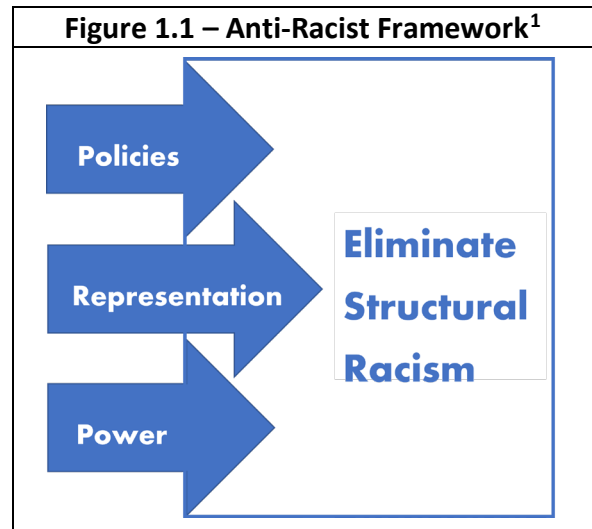 Figure 1.1 – Anti-Racist Framework¹
Policies
Representation
Power
Eliminate
Structural
Racism